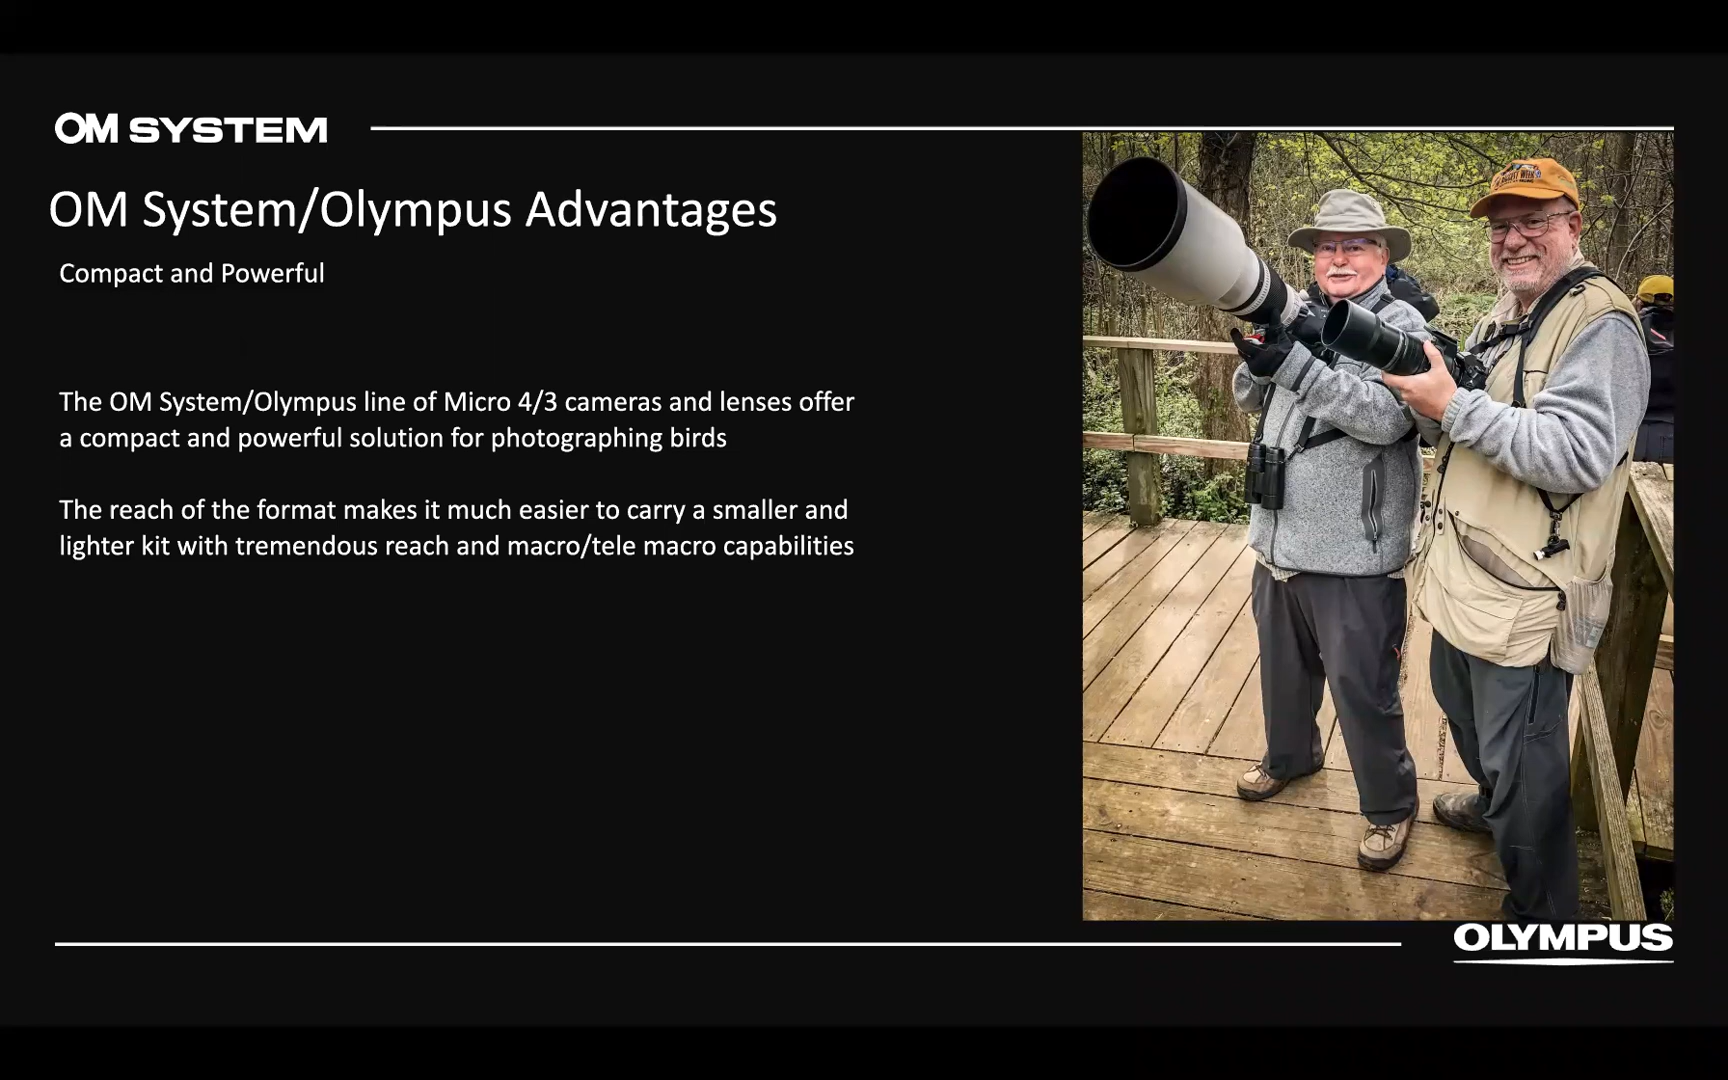 OM SYSTEM
OM System/Olympus Advantages
Compact and Powerful
The OM System/Olympus line of Micro 4/3 cameras and lenses offer
a compact and powerful solution for photographing birds
The reach of the format makes it much easier to carry a smaller and
lighter kit with tremendous reach and macro/tele macro capabilities
OLYMPUS